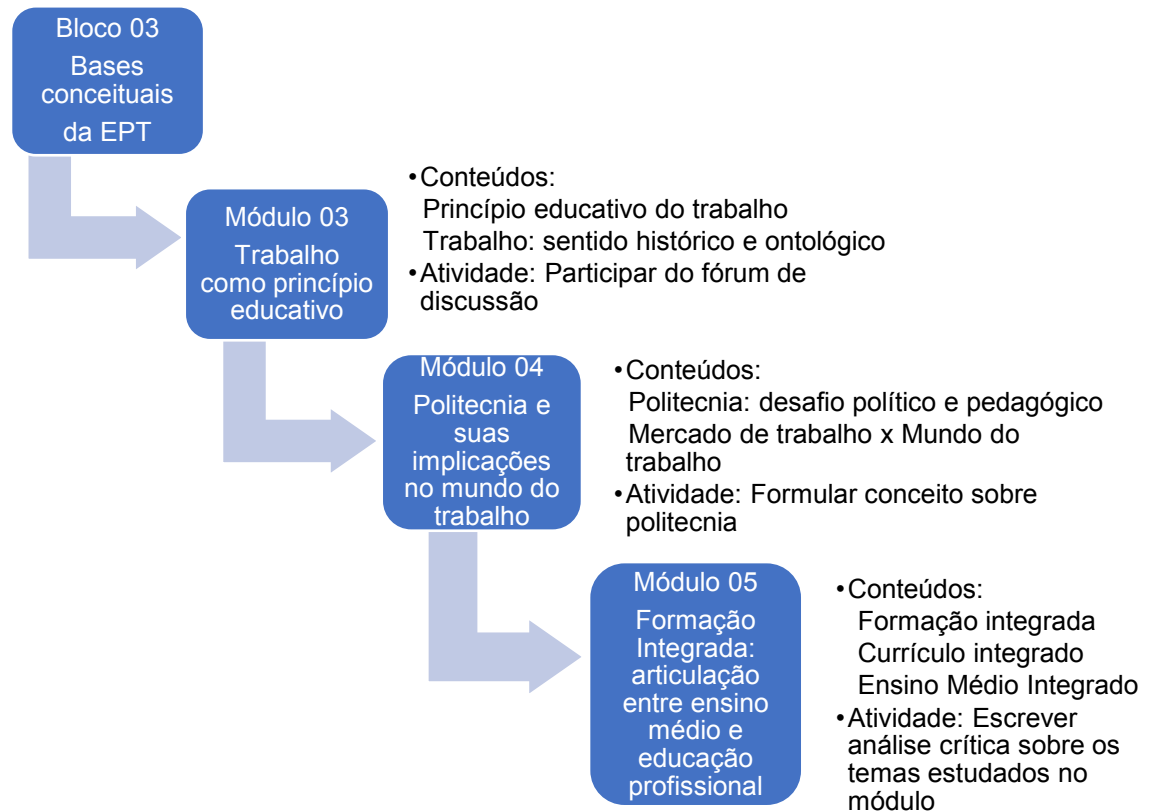 Bloco 03
Bases
conceituais
da EPT
Módulo 03
Trabalho
como princípio
educativo
•Conteúdos:
Princípio educativo do trabalho
Trabalho: sentido histórico e ontológico
•Atividade: Participar do fórum de
discussão
Módulo 04
Politecnia e
suas
implicações
no mundo do
trabalho
•Conteúdos:
Politecnia: desafio político e pedagógico
Mercado de trabalho x Mundo do
trabalho
•Atividade: Formular conceito sobre
politecnia
Módulo 05
Formação
Integrada:
articulação
entre ensino
médio e
educação
profissional
•Conteúdos:
Formação integrada
Currículo integrado
Ensino Médio Integrado
•Atividade: Escrever
análise crítica sobre os
temas estudados no
módulo